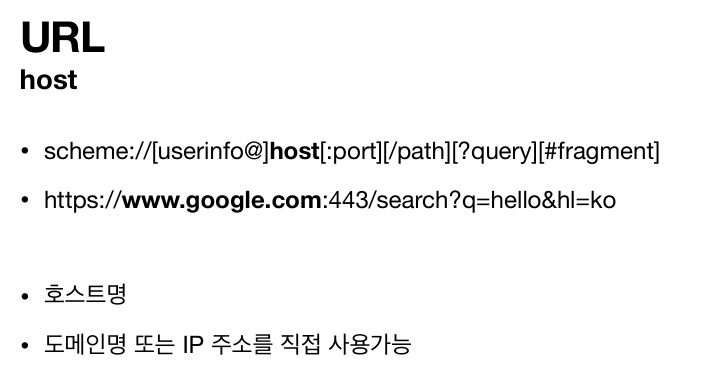 URL
host
• scheme://[userinfo@]host[:port][/path][?query][#fragment]
• https://www.google.com:443/search?q=hello&hl=ko
• 호스트명
• 도메인명 또는 IP 주소를 직접 사용가능